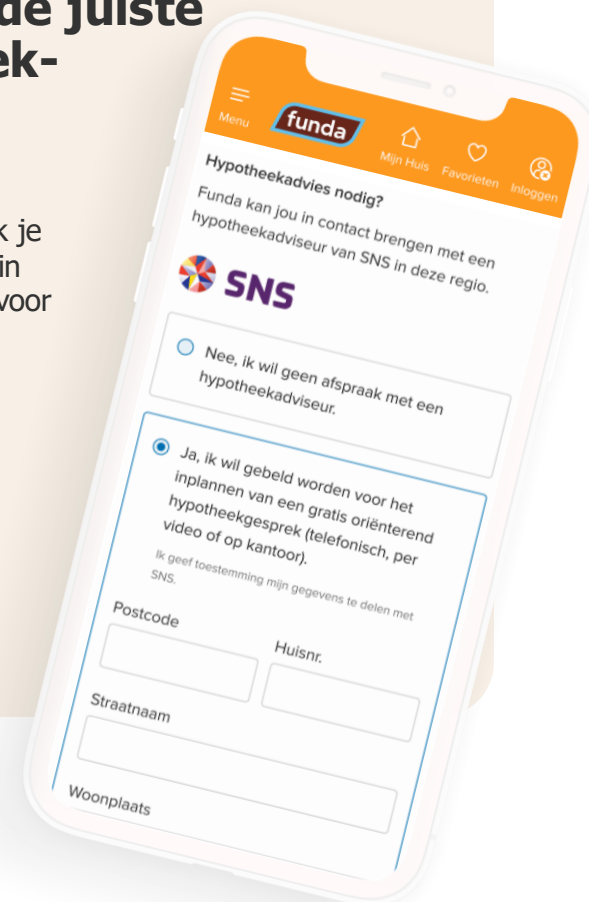 de juiste
ek-
k je
in
voor
Menu
funda
Mijn Huis
Favorieten
Inloggen
Hypotheekadvies nodig?
Funda kan jou in contact brengen met een
hypotheekadviseur van SNS in deze regio.
SNS
Nee, ik wil geen afspraak met een
hypotheekadviseur.
Ja, ik wil gebeld worden voor het
inplannen van een gratis oriënterend
hypotheekgesprek (telefonisch, per
video of op kantoor).
Ik geef toestemming mijn gegevens te delen met
SNS.
Postcode
Huisnr.
Straatnaam
Woonplaats